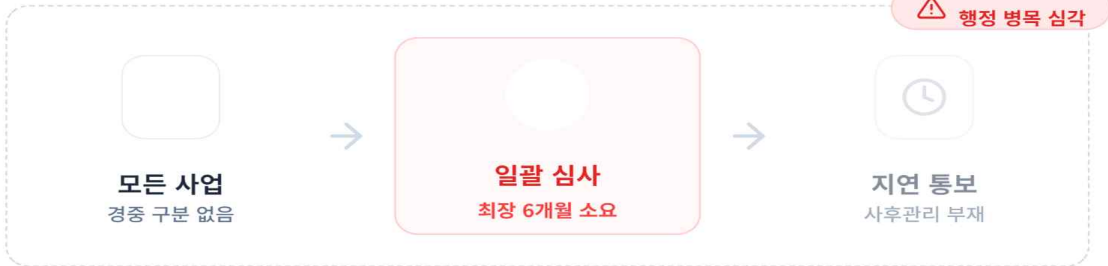 행정 병목 심각
모든 사업
경중 구분 없음
일괄 심사
최장 6개월 소요
지연 통보
사후관리 부재